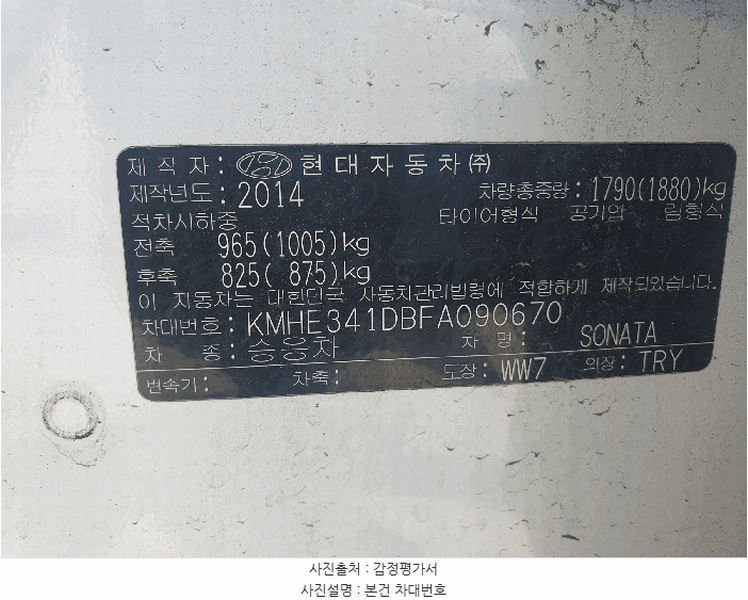 제 작 자 : 현대자동차㈜
제작년도 : 2014 차량총중량 : 1790(1880)kg
적차시하중 타이어형식 공기압 림형식
전축 965(1005)kg
후축 825( 875)kg
이 자동차는 대한민국 자동차관리법령에 적합하게 제작되었습니다.
차대번호 : KMHE341DBFA090670
차 종 : 승용차 차 명 : SONATA
변속기 : 차축 : 도장 : WW7 의장 : TRY
사진출처 : 감정평가서
사진설명 : 본건 차대번호